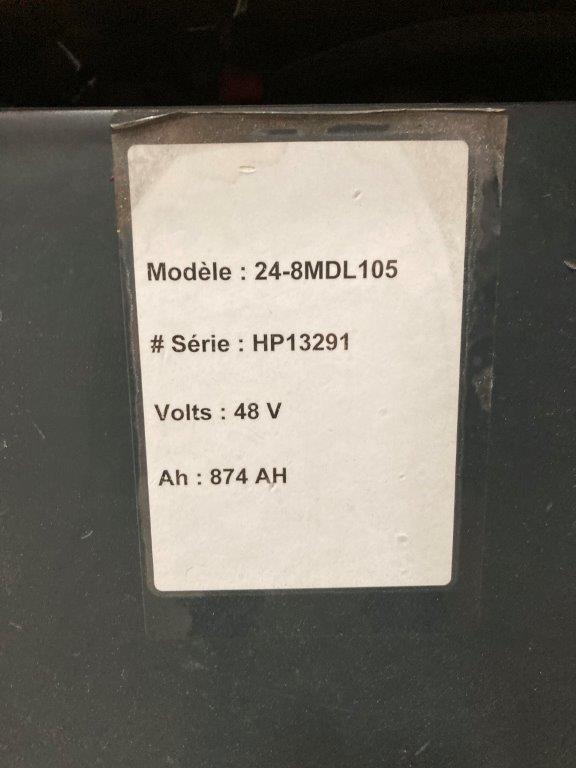 Modèle : 24-8MDL105
# Série : HP13291
Volts : 48 V
Ah : 874 AH